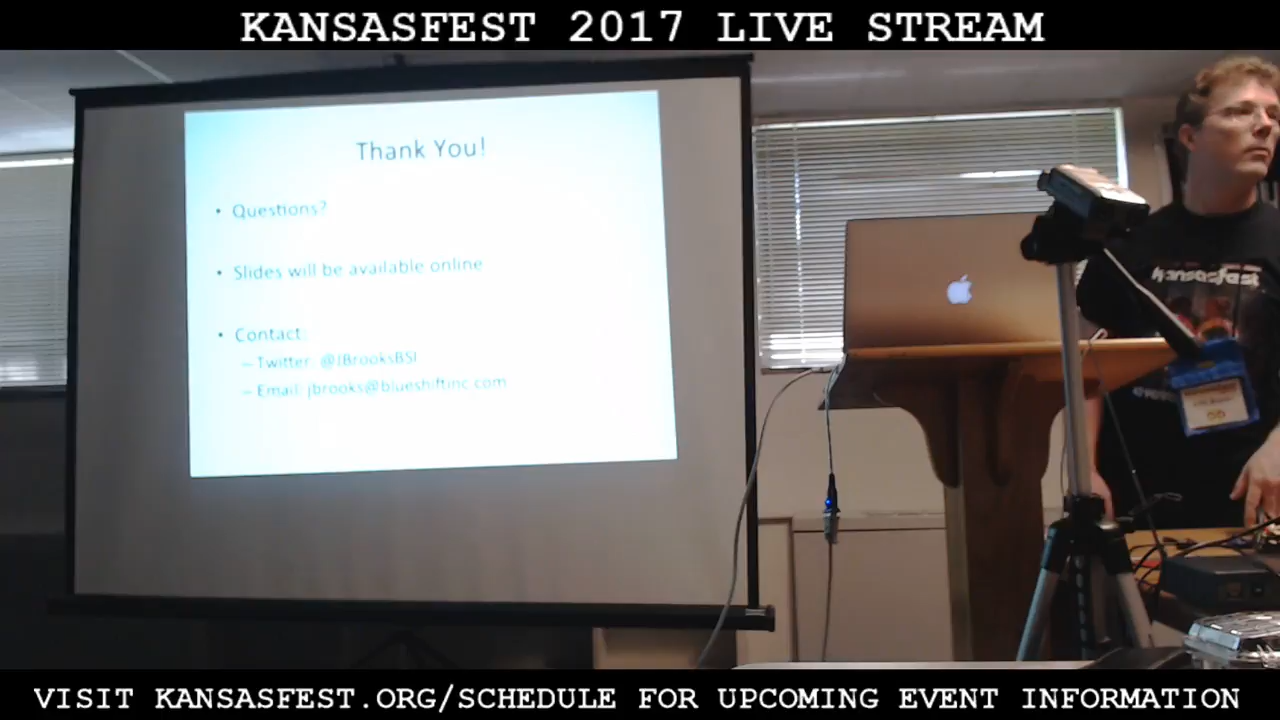 KANSASFEST 2017 LIVE STREAM
Thank You!
• Questions?
• Slides will be available online
• Contact:
– Twitter: @JBrooksBSI
– Email: jbrooks@blueshiftinc.com
kansasfest
VISIT KANSASFEST.ORG/SCHEDULE FOR UPCOMING EVENT INFORMATION